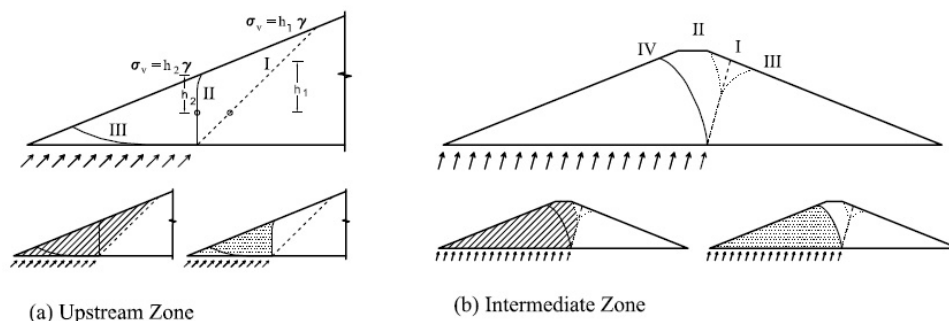 σv = h1 γ
σv = h2 γ
I
II
h2
h1
III
(a) Upstream Zone
II
IV
I
III
(b) Intermediate Zone